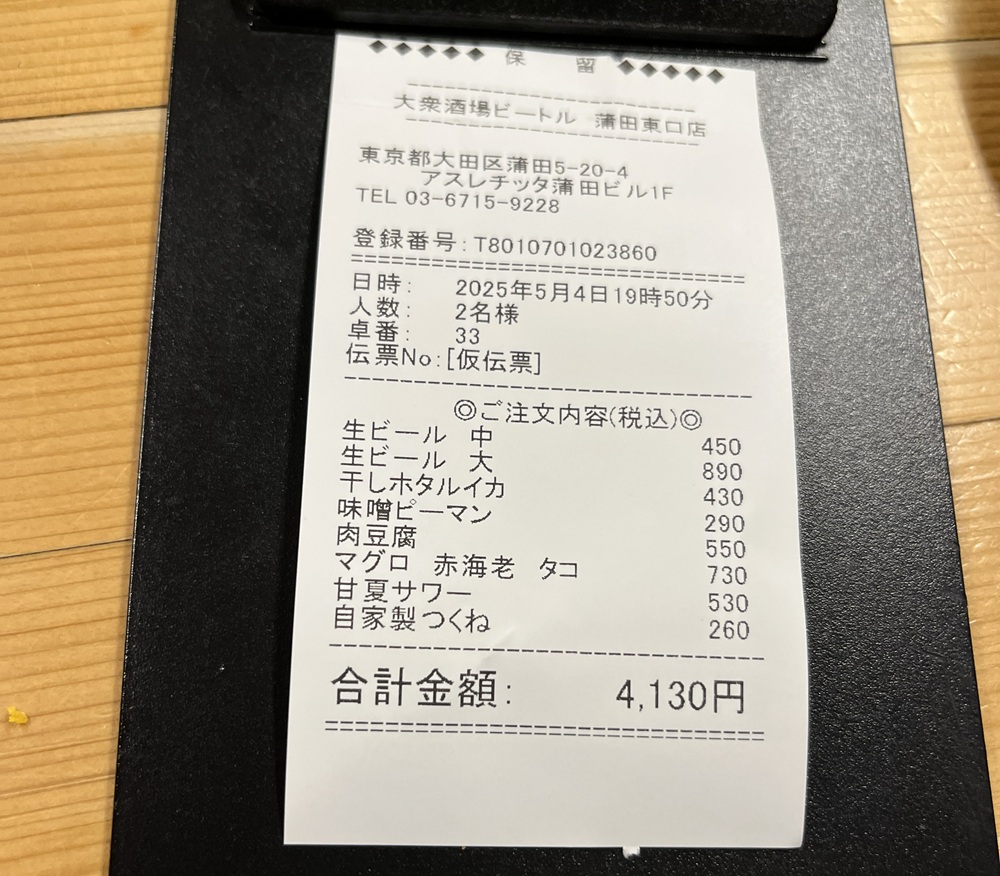 ◆◆◆◆◆ 保 留 ◆◆◆◆◆
大衆酒場ビートル 蒲田東口店
東京都大田区蒲田5-20-4
アスレチッタ蒲田ビル1F
TEL 03-6715-9228
登録番号:T8010701023860
日時: 2025年5月4日19時50分
人数: 2名様
卓番: 33
伝票No:[仮伝票]
◎ご注文内容(税込)◎
生ビール 中 450
生ビール 大 890
干しホタルイカ 430
味噌ピーマン 290
肉豆腐 550
マグロ 赤海老 タコ 730
甘夏サワー 530
自家製つくね 260
合計金額: 4,130円